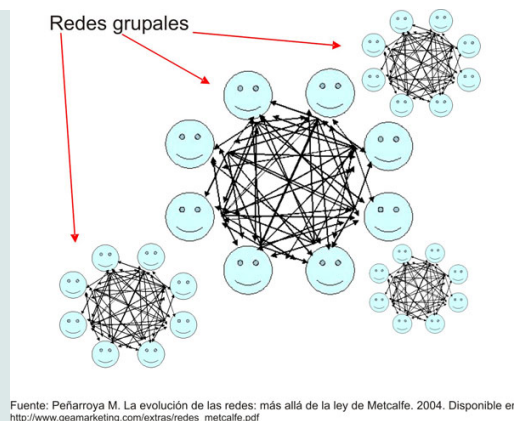 Redes grupales
Fuente: Peñarroya M. La evolución de las redes: más allá de la ley de Metcalfe. 2004. Disponible en
http://www.geamarketing.com/extras/redes_metcalfe.pdf